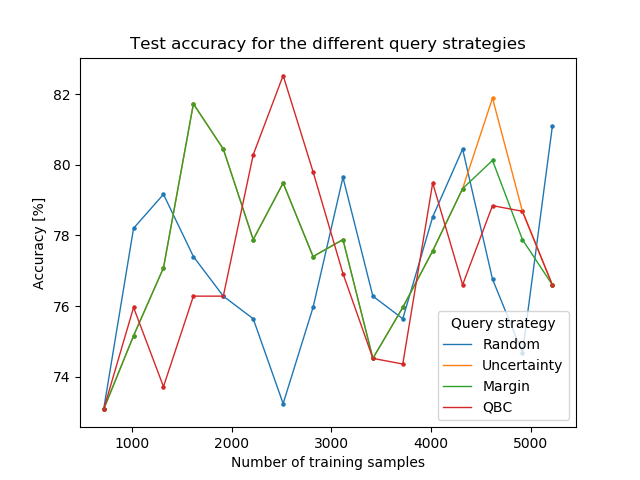 Test accuracy for the different query strategies
Accuracy [%]
82
80
78
76
74
Query strategy
Random
Uncertainty
Margin
QBC
1000
2000
3000
4000
5000
Number of training samples